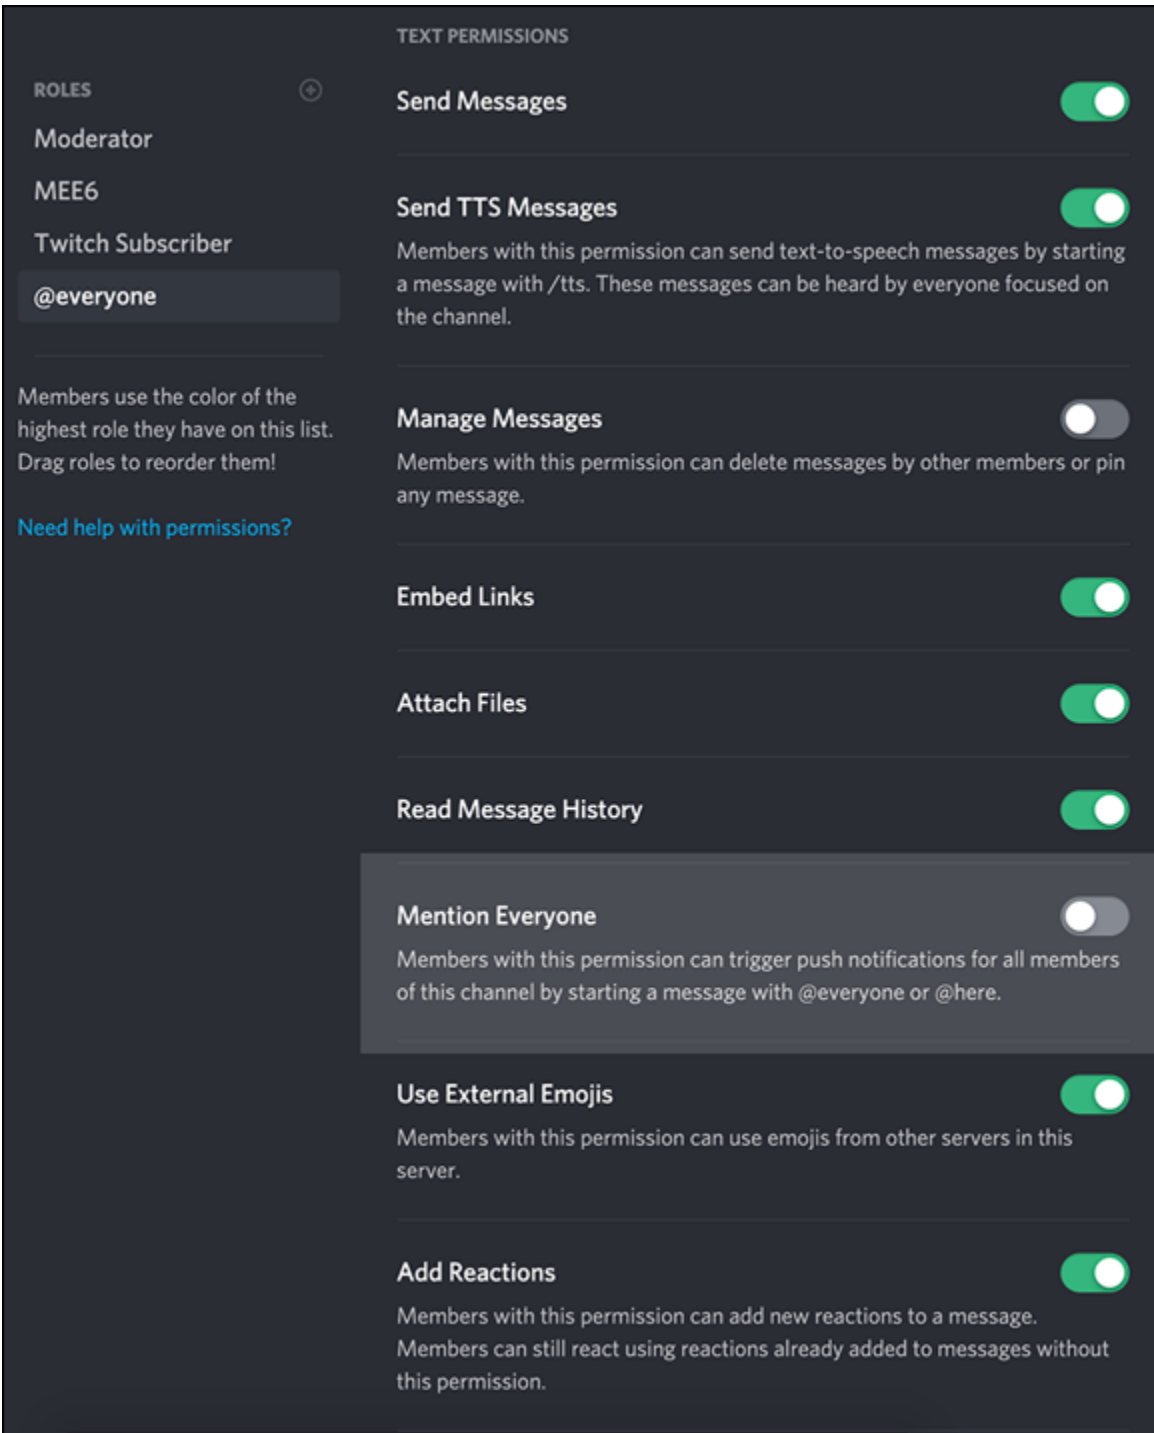 ROLES
Moderator
MEE6
Twitch Subscriber
@everyone
Members use the color of the
highest role they have on this list.
Drag roles to reorder them!
Need help with permissions?
TEXT PERMISSIONS
Send Messages
Send TTS Messages
Members with this permission can send text-to-speech messages by starting
a message with /tts. These messages can be heard by everyone focused on
the channel.
Manage Messages
Members with this permission can delete messages by other members or pin
any message.
Embed Links
Attach Files
Read Message History
Mention Everyone
Members with this permission can trigger push notifications for all members
of this channel by starting a message with @everyone or @here.
Use External Emojis
Members with this permission can use emojis from other servers in this
server.
Add Reactions
Members with this permission can add new reactions to a message.
Members can still react using reactions already added to messages without
this permission.